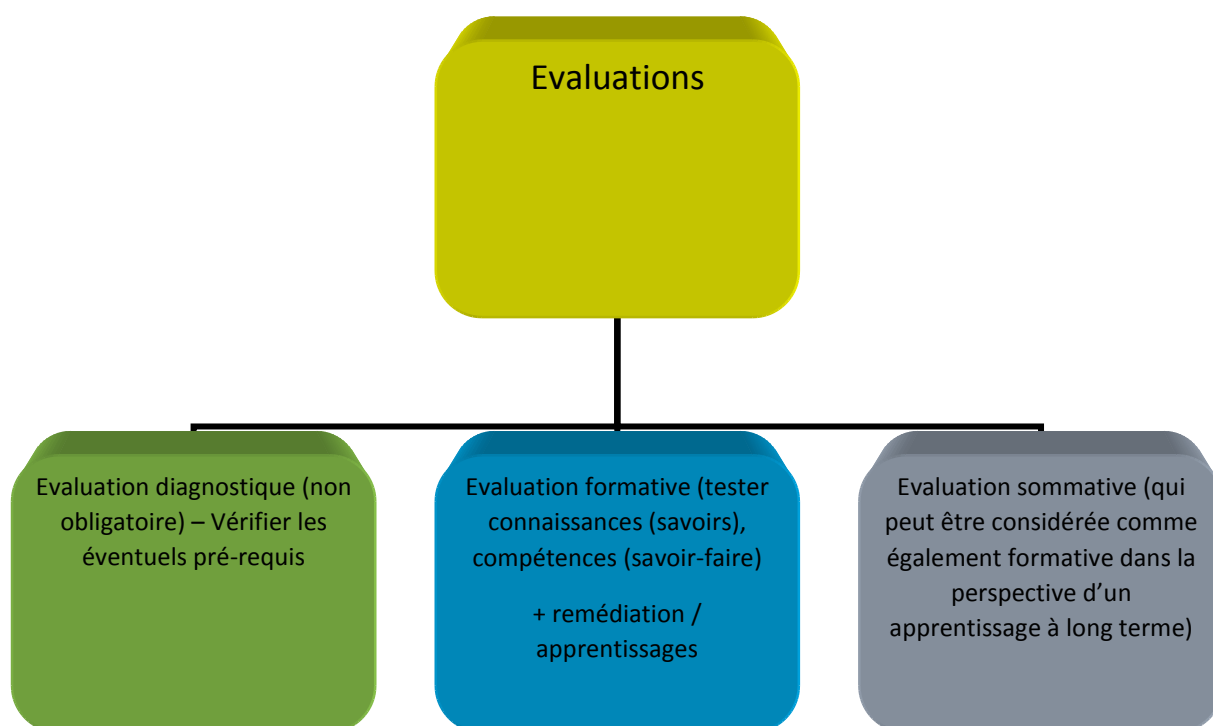 Evaluations
Evaluation diagnostique (non
obligatoire) – Vérifier les
éventuels pré-requis
Evaluation formative (tester
connaissances (savoirs),
compétences (savoir-faire)
+ remédiation /
apprentissages
Evaluation sommative (qui
peut être considérée comme
également formative dans la
perspective d’un
apprentissage à long terme)